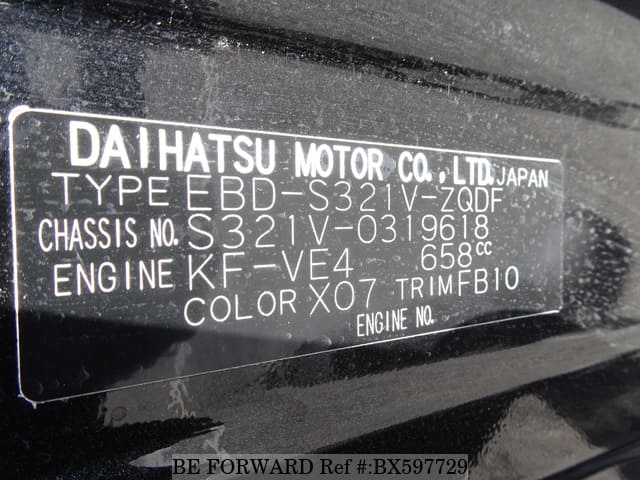 DAIHATSU MOTOR CO., LTD. JAPAN
TYPE EBD-S321V-ZQDF
CHASSIS NO. S321V-0319618
ENGINE KF-VE4 658cc
COLOR X07 TRIM FB10
ENGINE NO.
BE FORWARD Ref #:BX597729